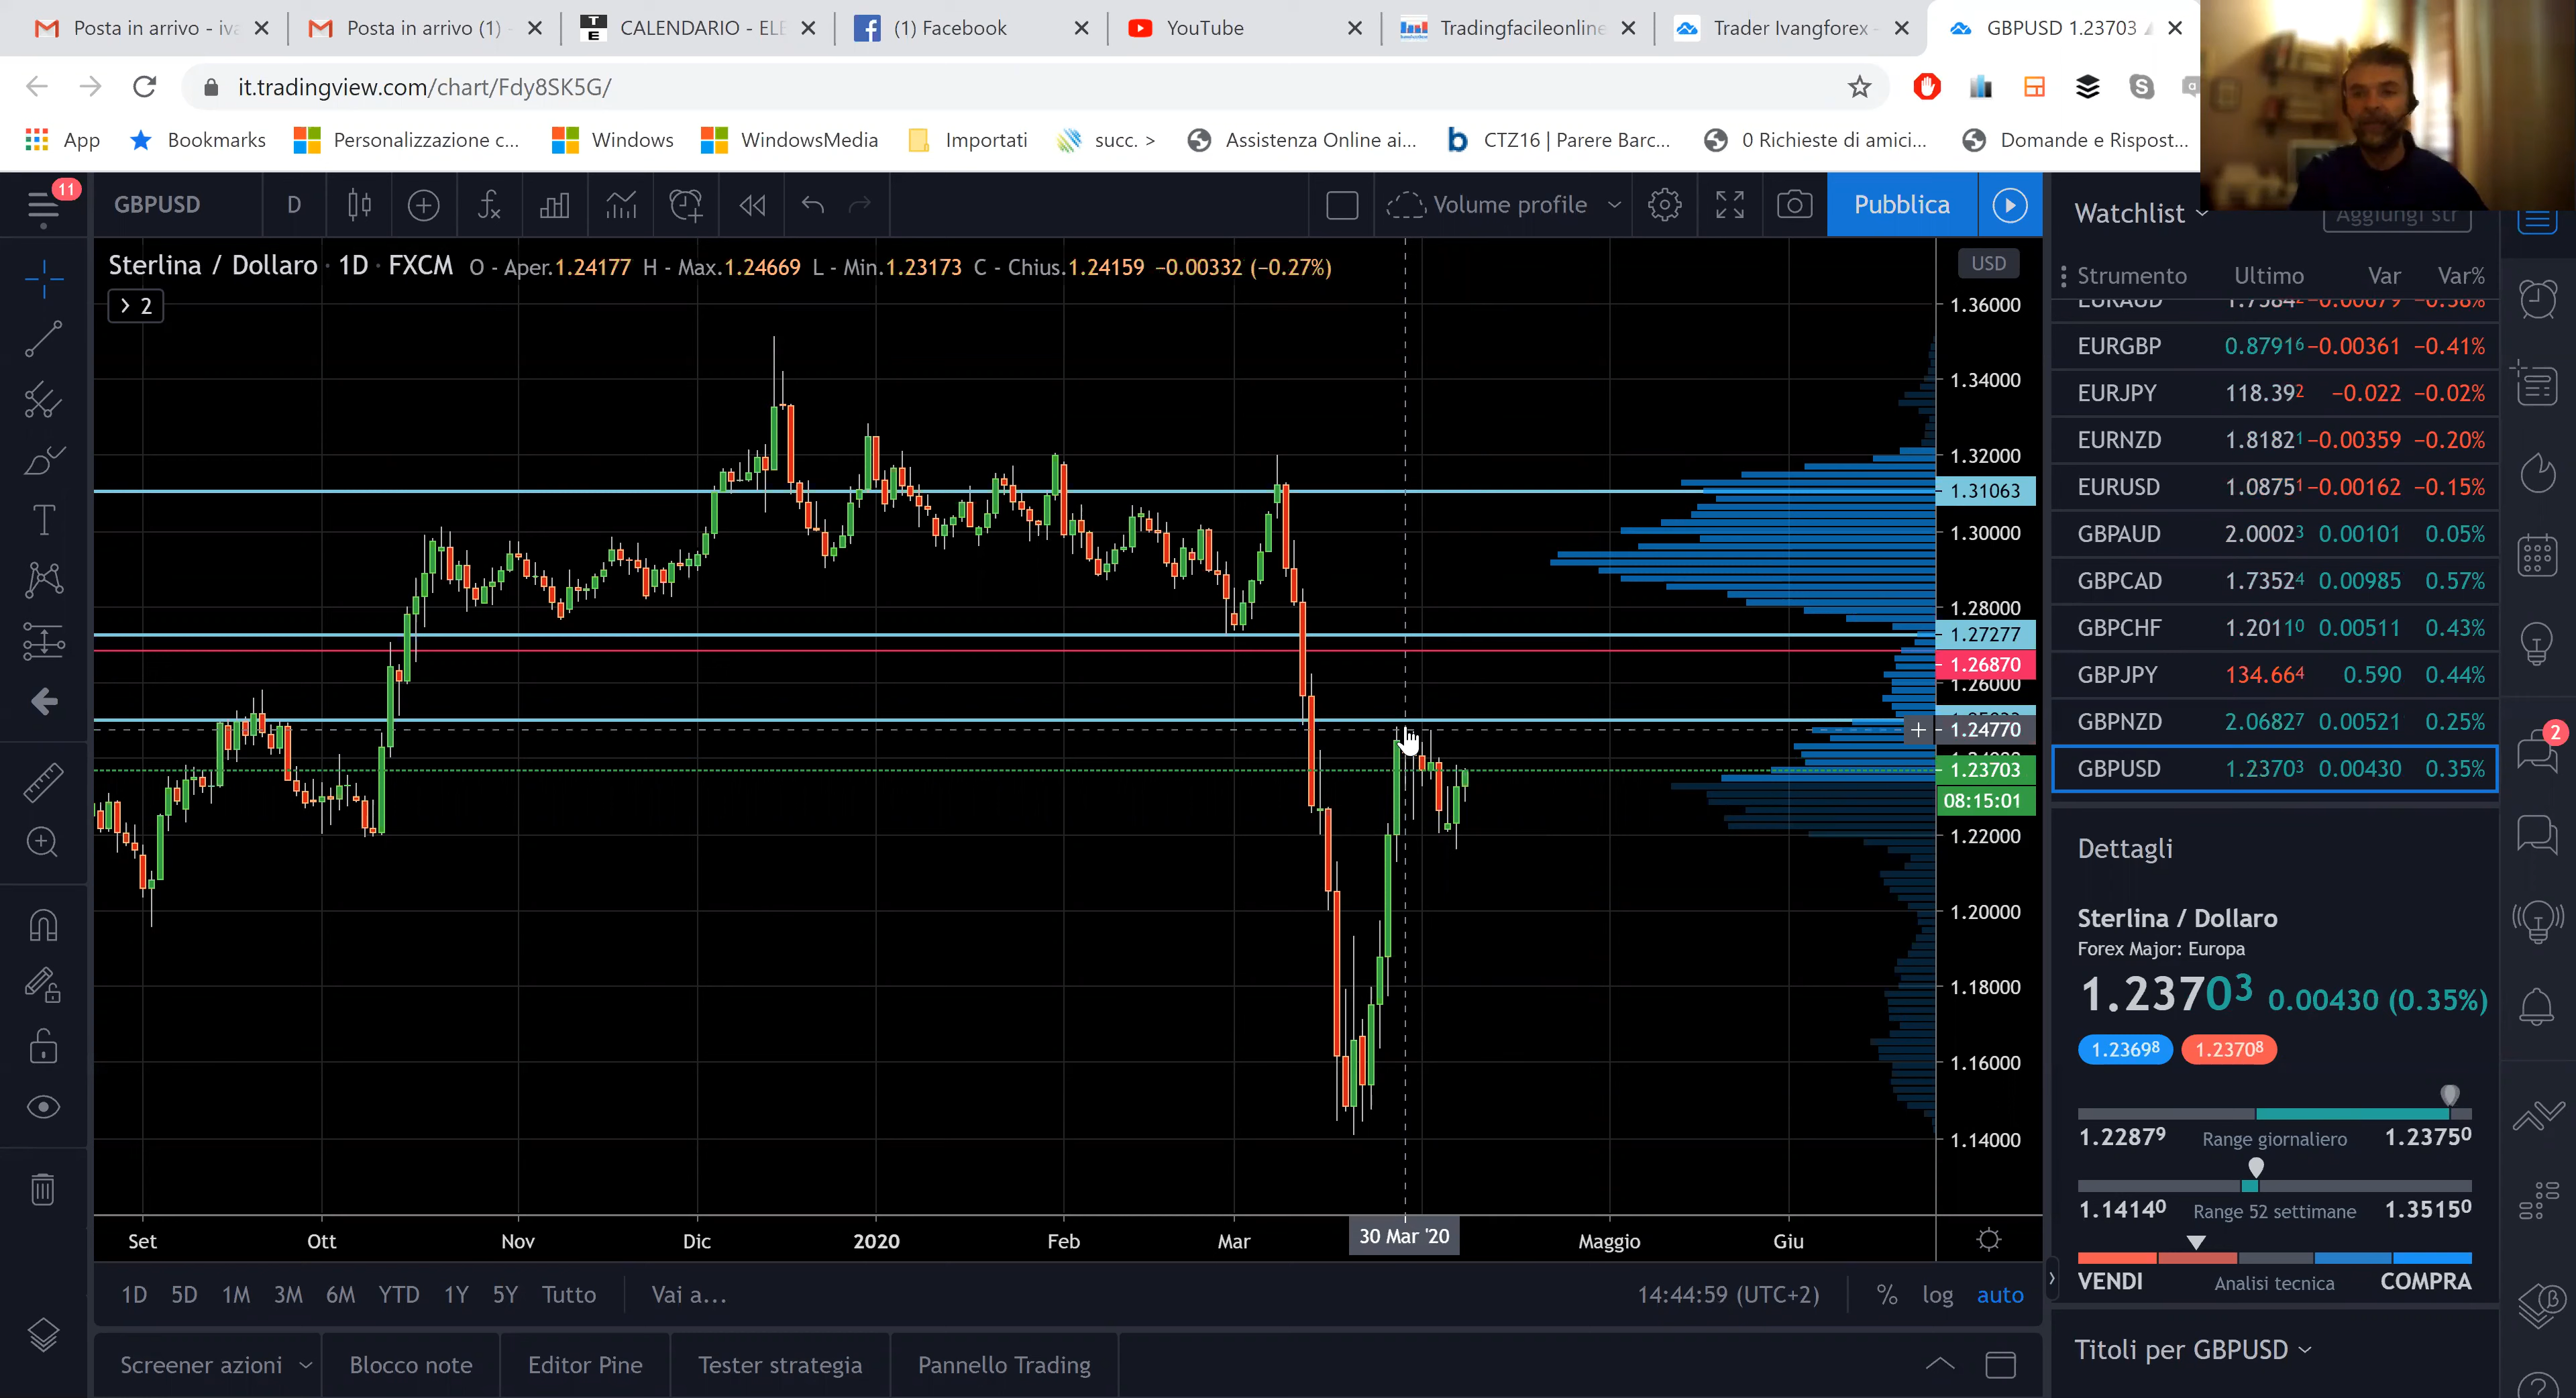 Posta in arrivo - iva
Posta in arrivo (1) -
CALENDARIO - ELE
(1) Facebook
YouTube
Tradingfacileonline
Trader Ivangforex -
GBPUSD 1.23703
it.tradingview.com/chart/Fdy8SK5G/
App
Bookmarks
Personalizzazione c...
Windows
WindowsMedia
Importati
succ. >
Assistenza Online ai...
CTZ16 | Parere Barc...
0 Richieste di amici...
Domande e Rispost...
11
GBPUSD
D
Volume profile
Pubblica
Watchlist
Aggiungi str
Sterlina / Dollaro · 1D · FXCM O - Aper.1.24177 H - Max.1.24669 L - Min.1.23173 C - Chius.1.24159 −0.00332 (−0.27%)
2
USD
1.36000
1.34000
1.32000
1.31063
1.30000
1.28000
1.27277
1.26870
1.26000
1.24770
1.23703
08:15:01
1.22000
1.20000
1.18000
1.16000
1.14000
Set
Ott
Nov
Dic
2020
Feb
Mar
30 Mar '20
Maggio
Giu
1D 5D 1M 3M 6M YTD 1Y 5Y Tutto
Vai a...
14:44:59 (UTC+2)
%
log
auto
Screener azioni
Blocco note
Editor Pine
Tester strategia
Pannello Trading
Strumento Ultimo Var Var%
EURAUD 1.75842 −0.00679 −0.38%
EURGBP 0.87916 −0.00361 −0.41%
EURJPY 118.392 −0.022 −0.02%
EURNZD 1.81821 −0.00359 −0.20%
EURUSD 1.08751 −0.00162 −0.15%
GBPAUD 2.00023 0.00101 0.05%
GBPCAD 1.73524 0.00985 0.57%
GBPCHF 1.20110 0.00511 0.43%
GBPJPY 134.664 0.590 0.44%
GBPNZD 2.06827 0.00521 0.25%
GBPUSD 1.23703 0.00430 0.35%
2
Dettagli
Sterlina / Dollaro
Forex Major: Europa
1.23703 0.00430 (0.35%)
1.23698 1.23708
1.22879 Range giornaliero 1.23750
1.14140 Range 52 settimane 1.35150
VENDI Analisi tecnica COMPRA
Titoli per GBPUSD